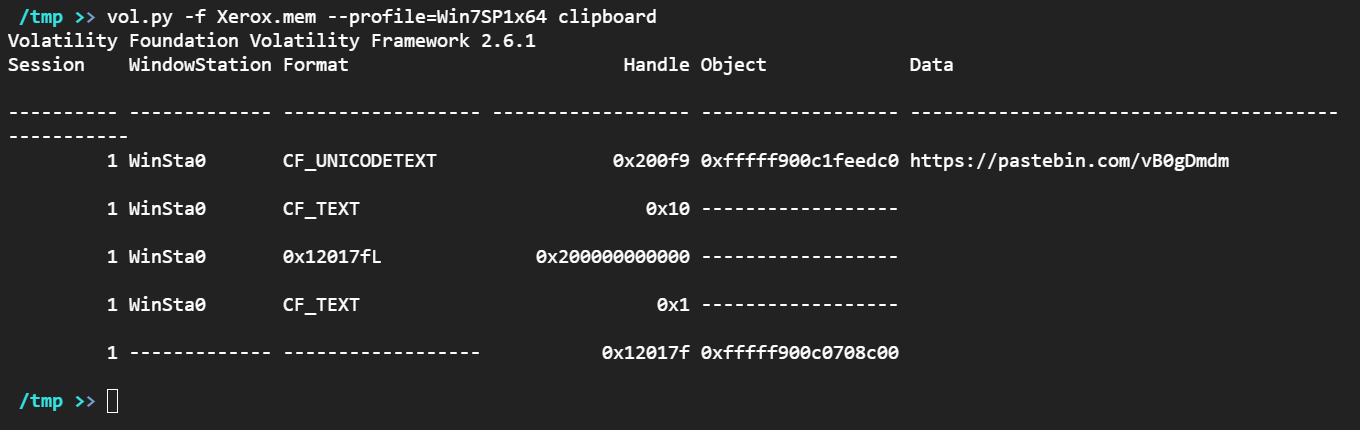 /tmp >> vol.py -f Xerox.mem --profile=Win7SP1x64 clipboard
Volatility Foundation Volatility Framework 2.6.1
Session    WindowStation Format                         Handle Object             Data
---------- ------------- ------------------ ------------------ ------------------ ---------------------------------------
-----------
         1 WinSta0       CF_UNICODETEXT                0x200f9 0xfffff900c1feedc0 https://pastebin.com/vB0gDmdm
         1 WinSta0       CF_TEXT                          0x10 ------------------
         1 WinSta0       0x12017fL              0x200000000000 ------------------
         1 WinSta0       CF_TEXT                           0x1 ------------------
         1 ------------- ------------------           0x12017f 0xfffff900c0708c00
/tmp >>